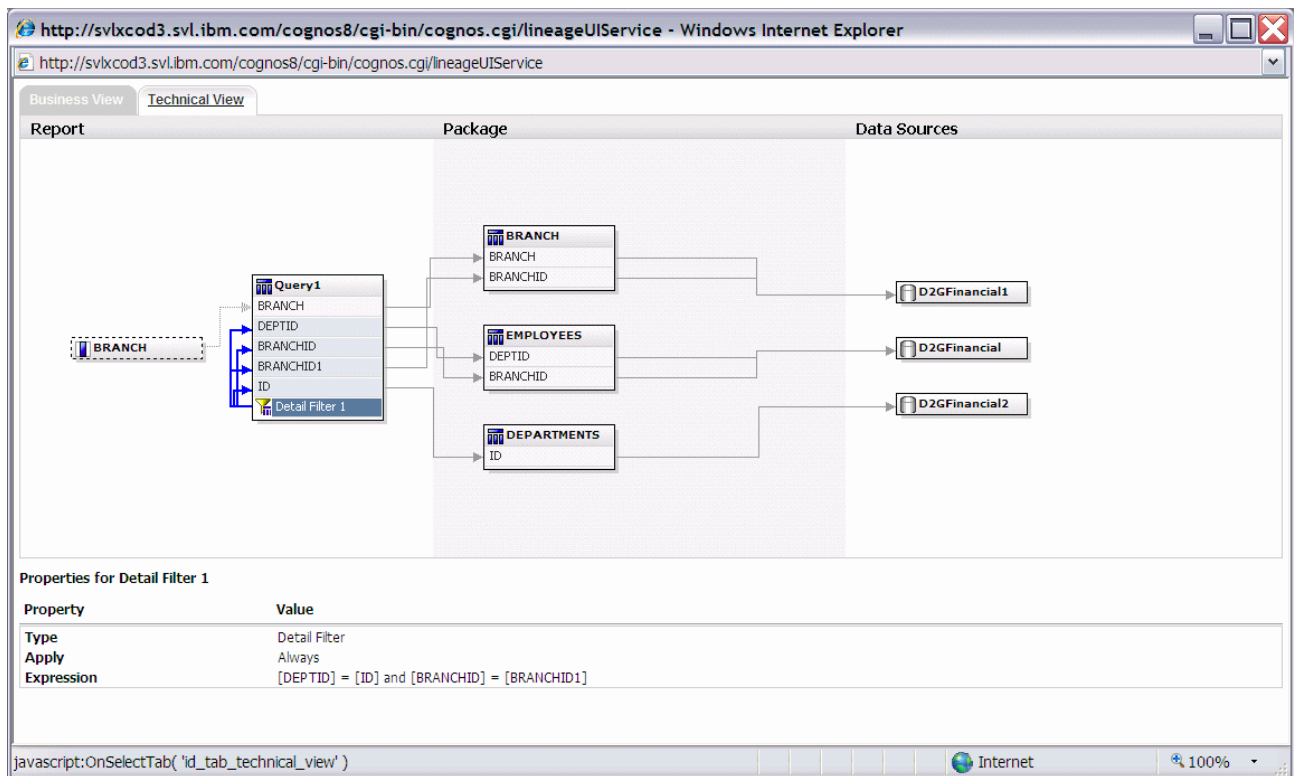 http://svlxcod3.svl.ibm.com/cognos8/cgi-bin/cognos.cgi/lineageUIService - Windows Internet Explorer
http://svlxcod3.svl.ibm.com/cognos8/cgi-bin/cognos.cgi/lineageUIService
Business View Technical View
Report Package Data Sources
BRANCH
Query1
BRANCH
DEPTID
BRANCHID
BRANCHID1
ID
Detail Filter 1
BRANCH
BRANCH
BRANCHID
EMPLOYEES
DEPTID
BRANCHID
DEPARTMENTS
ID
D2GFinancial1
D2GFinancial
D2GFinancial2
Properties for Detail Filter 1
Property Value
Type Detail Filter
Apply Always
Expression [DEPTID] = [ID] and [BRANCHID] = [BRANCHID1]
javascript:OnSelectTab( 'id_tab_technical_view' ) Internet 100%